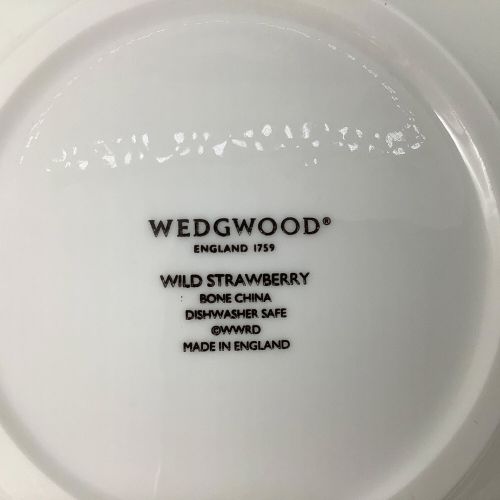 WEDGWOOD®
ENGLAND 1759
WILD STRAWBERRY
BONE CHINA
DISHWASHER SAFE
©WWRD
MADE IN ENGLAND